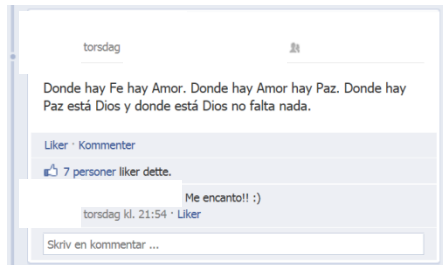 torsdag
Donde hay Fe hay Amor. Donde hay Amor hay Paz. Donde hay
Paz está Dios y donde está Dios no falta nada.
Liker · Kommenter
7 personer liker dette.
Me encanto!! :)
torsdag kl. 21:54 · Liker
Skriv en kommentar ...